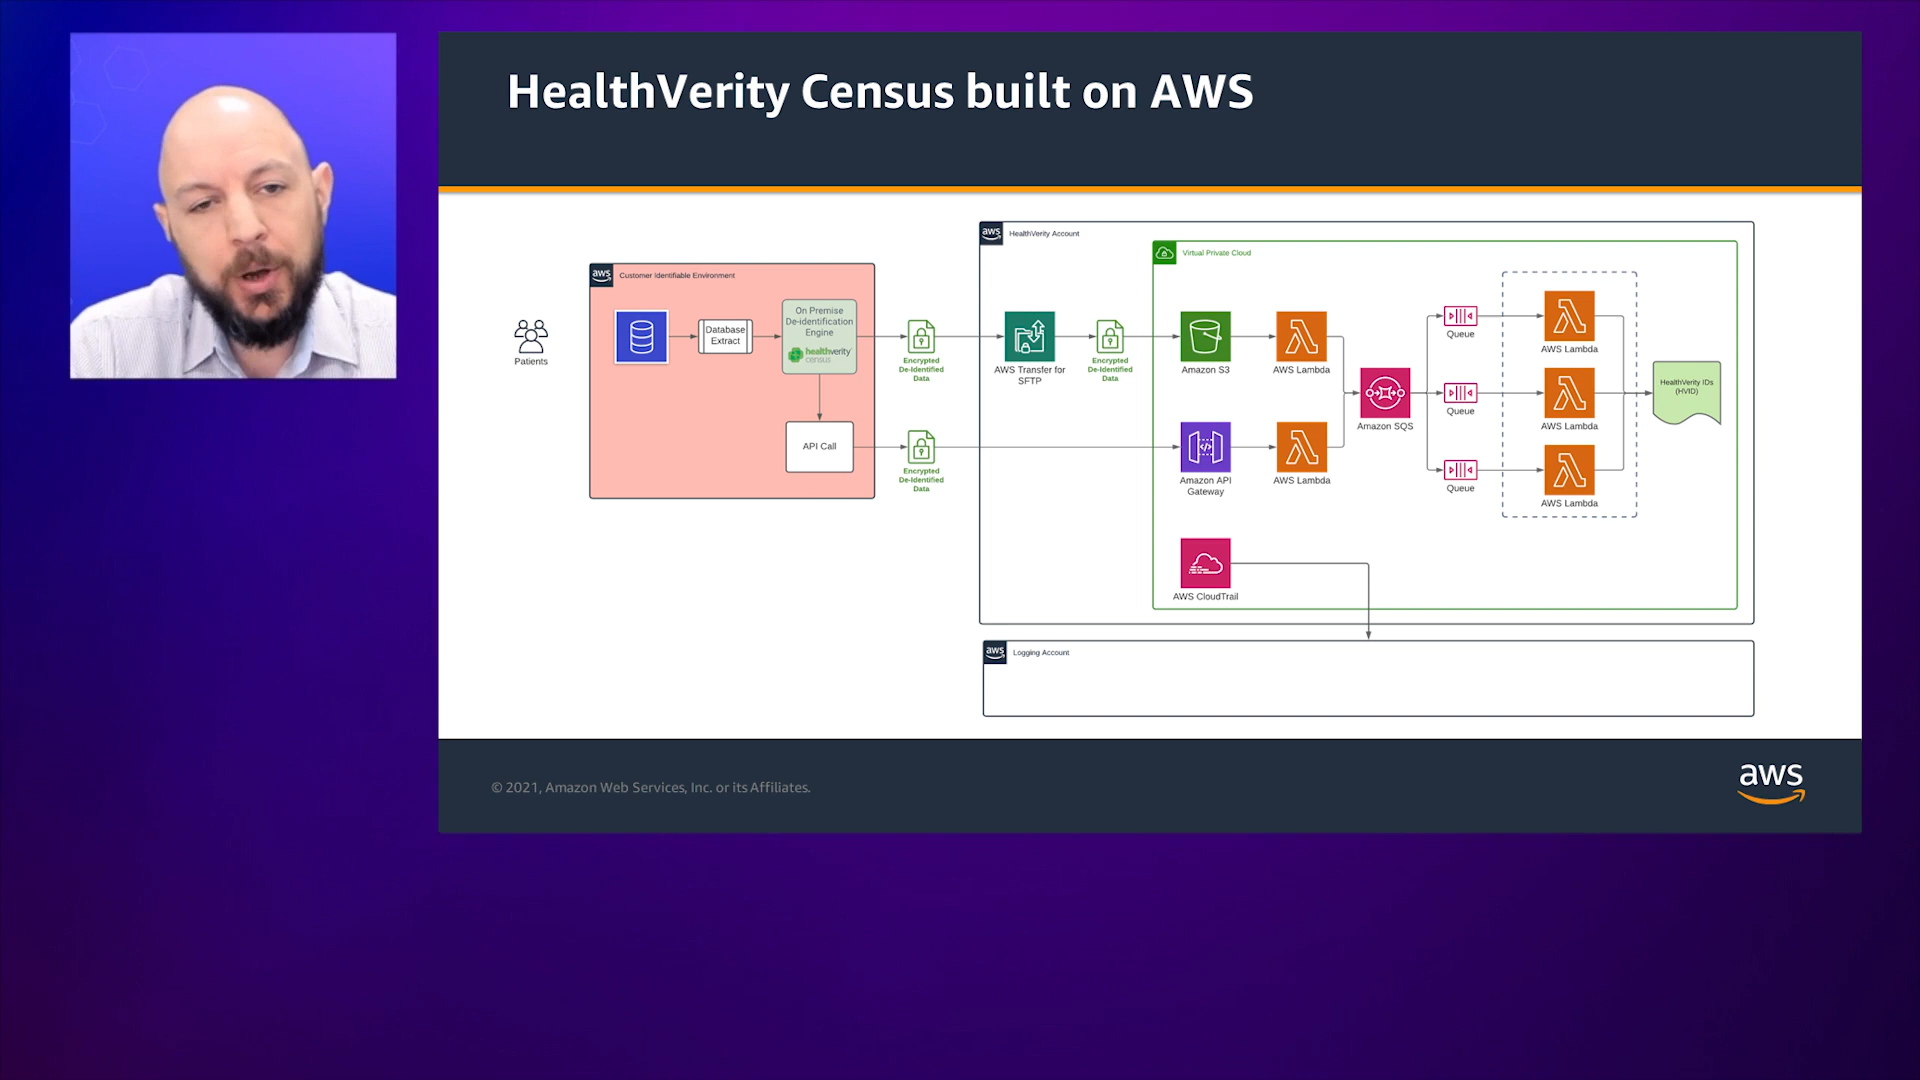 HealthVerity Census built on AWS
aws
HealthVerity Account
Virtual Private Cloud
aws
Customer Identifiable Environment
Patients
Database
Extract
On Premise
De-identification
Engine
healthverity
census
API Call
Encrypted
De-Identified
Data
Encrypted
De-Identified
Data
AWS Transfer for
SFTP
Encrypted
De-Identified
Data
Amazon S3
AWS Lambda
Amazon API
Gateway
AWS Lambda
Amazon SQS
Queue
Queue
Queue
AWS Lambda
AWS Lambda
AWS Lambda
HealthVerity IDs
(HVID)
AWS CloudTrail
aws
Logging Account
© 2021, Amazon Web Services, Inc. or its Affiliates.
aws